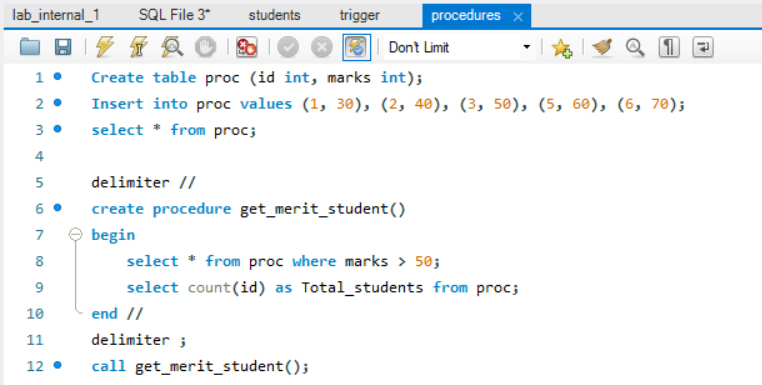 lab_internal_1 SQL File 3* students trigger procedures ×
Don't Limit
1 Create table proc (id int, marks int);
2 Insert into proc values (1, 30), (2, 40), (3, 50), (5, 60), (6, 70);
3 select * from proc;
4
5 delimiter //
6 create procedure get_merit_student()
7 begin
8 select * from proc where marks > 50;
9 select count(id) as Total_students from proc;
10 end //
11 delimiter ;
12 call get_merit_student();